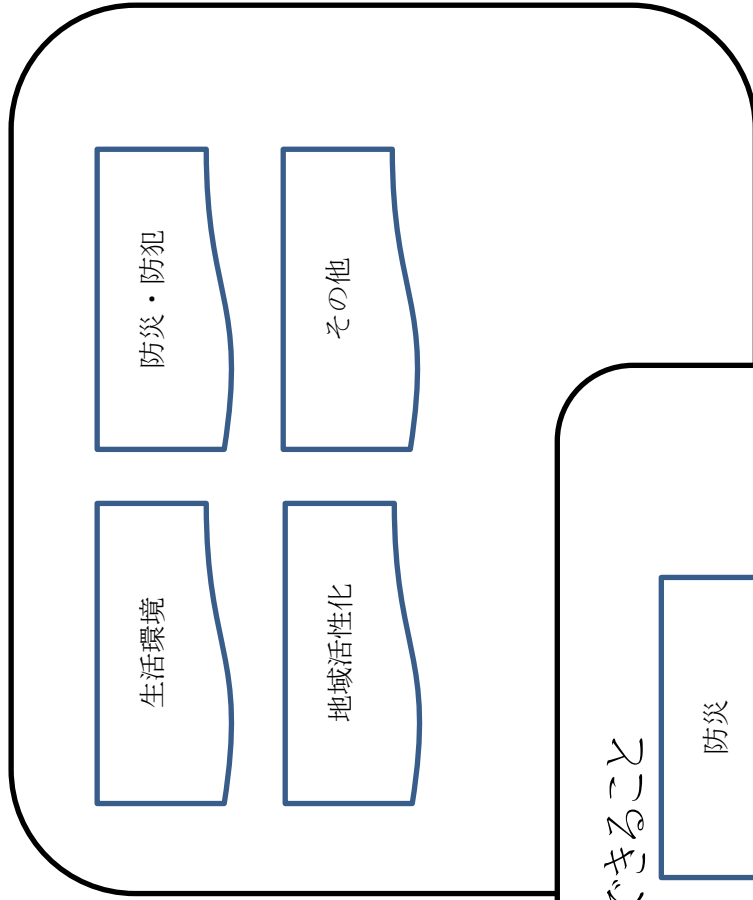 生活環境
防災・防犯
地域活性化
その他
できること
防災